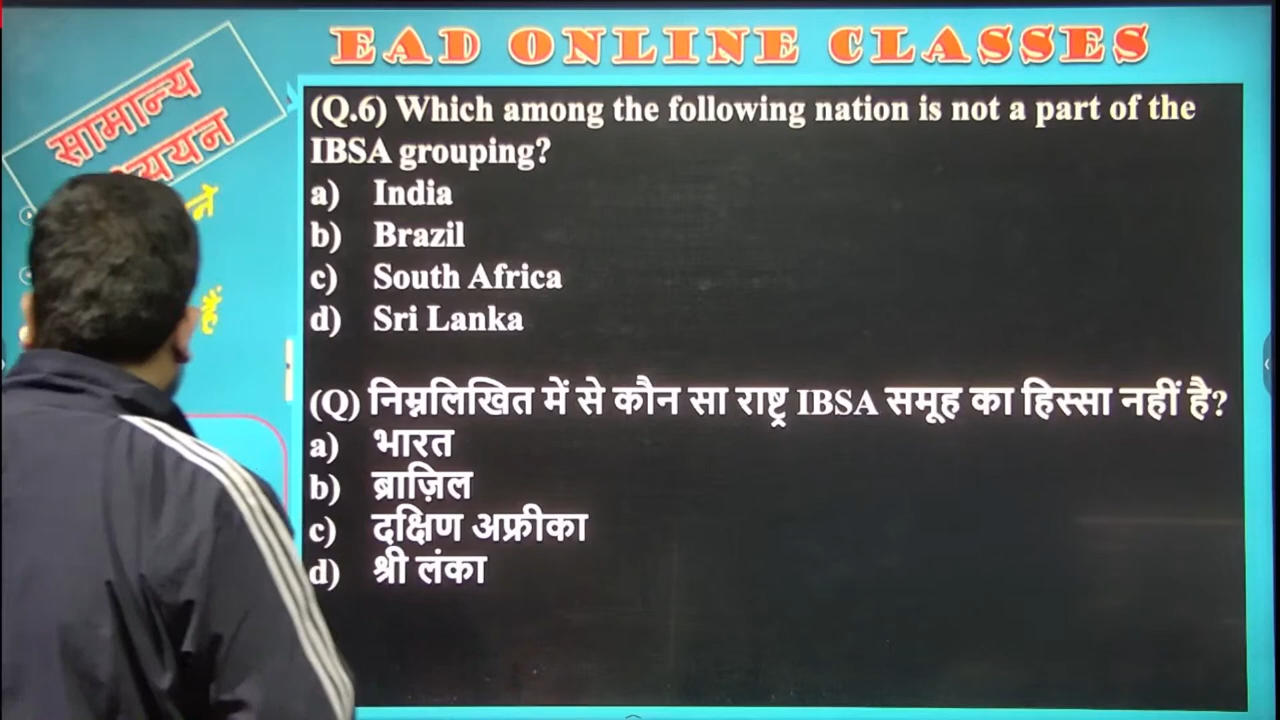 EAD ONLINE CLASSES
सामान्य
(Q.6) Which among the following nation is not a part of the
IBSA grouping?
a) India
b) Brazil
c) South Africa
d) Sri Lanka
(Q) निम्नलिखित में से कौन सा राष्ट्र IBSA समूह का हिस्सा नहीं है?
a) भारत
b) ब्राज़िल
c) दक्षिण अफ्रीका
d) श्री लंका